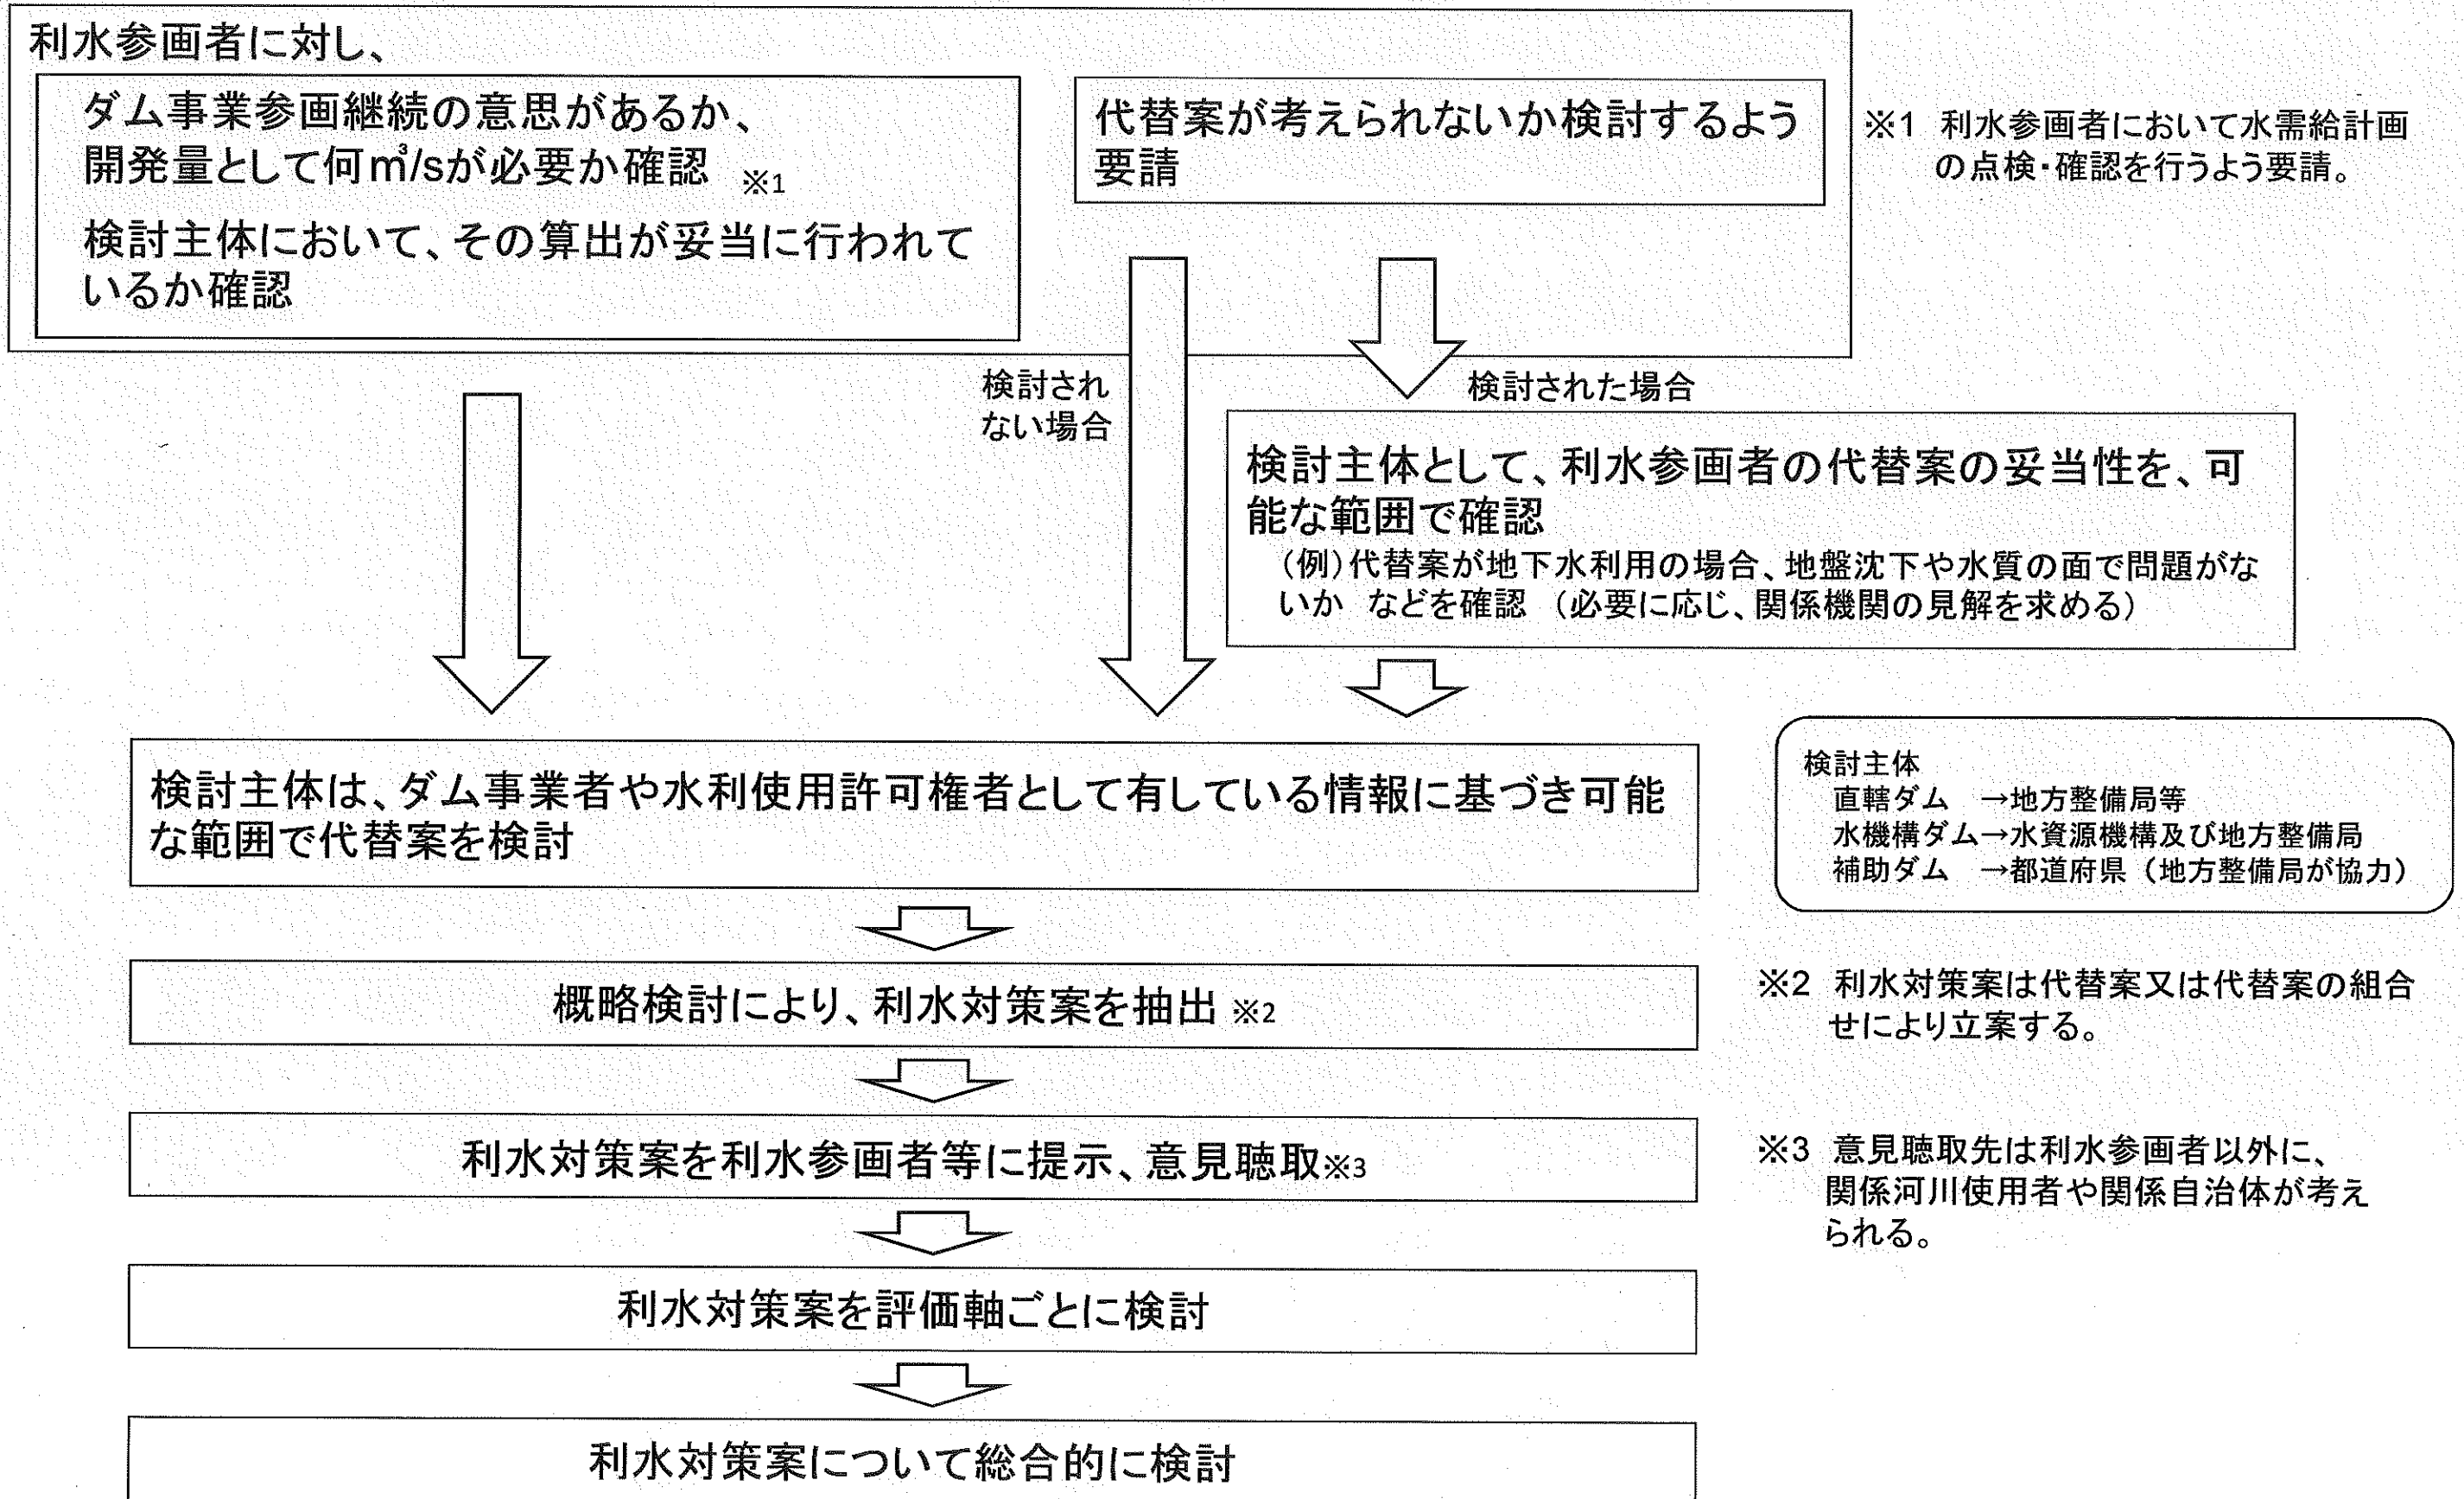 利水参画者に対し、
ダム事業参画継続の意思があるか、
開発量として何㎥/sが必要か確認 ※1
検討主体において、その算出が妥当に行われて
いるか確認
代替案が考えられないか検討するよう
要請
※1 利水参画者において水需給計画
の点検・確認を行うよう要請。
検討され
ない場合
検討された場合
検討主体として、利水参画者の代替案の妥当性を、可
能な範囲で確認
（例）代替案が地下水利用の場合、地盤沈下や水質の面で問題がな
いか などを確認 （必要に応じ、関係機関の見解を求める）
検討主体は、ダム事業者や水利使用許可権者として有している情報に基づき可能
な範囲で代替案を検討
検討主体
直轄ダム →地方整備局等
水機構ダム→水資源機構及び地方整備局
補助ダム →都道府県（地方整備局が協力）
概略検討により、利水対策案を抽出 ※2
※2 利水対策案は代替案又は代替案の組合
せにより立案する。
利水対策案を利水参画者等に提示、意見聴取※3
※3 意見聴取先は利水参画者以外に、
関係河川使用者や関係自治体が考え
られる。
利水対策案を評価軸ごとに検討
利水対策案について総合的に検討